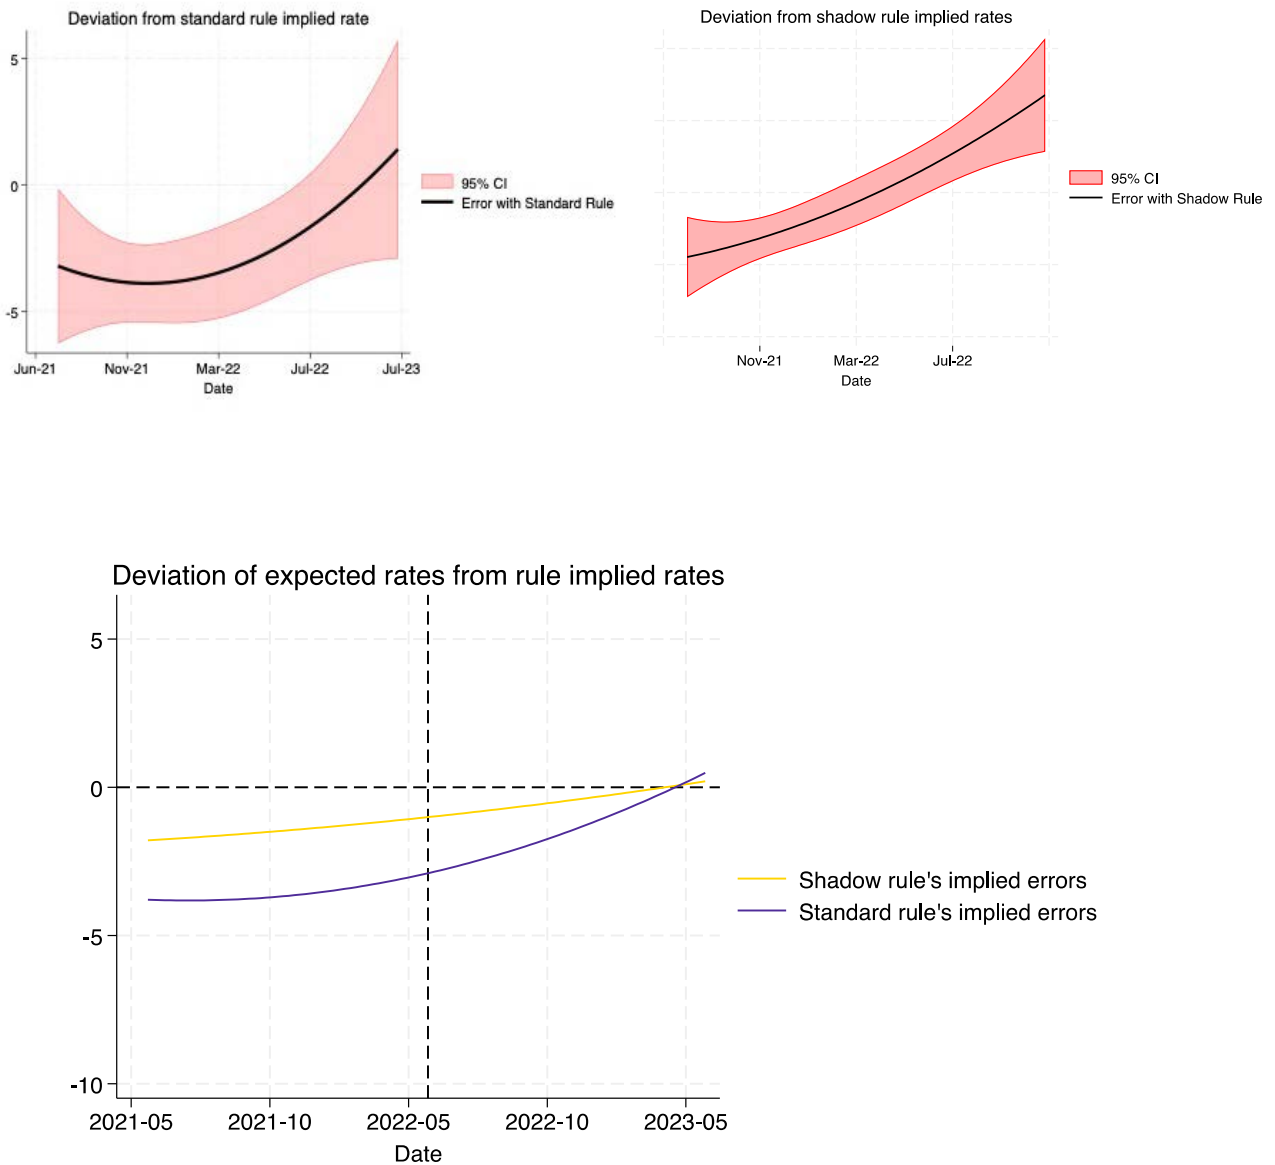 Deviation from standard rule implied rate
5
0
-5
Jun-21 Nov-21 Mar-22 Jul-22 Jul-23
Date
95% CI
Error with Standard Rule
Deviation from shadow rule implied rates
Nov-21 Mar-22 Jul-22
Date
95% CI
Error with Shadow Rule
Deviation of expected rates from rule implied rates
5
0
-5
-10
2021-05 2021-10 2022-05 2022-10 2023-05
Date
Shadow rule's implied errors
Standard rule's implied errors